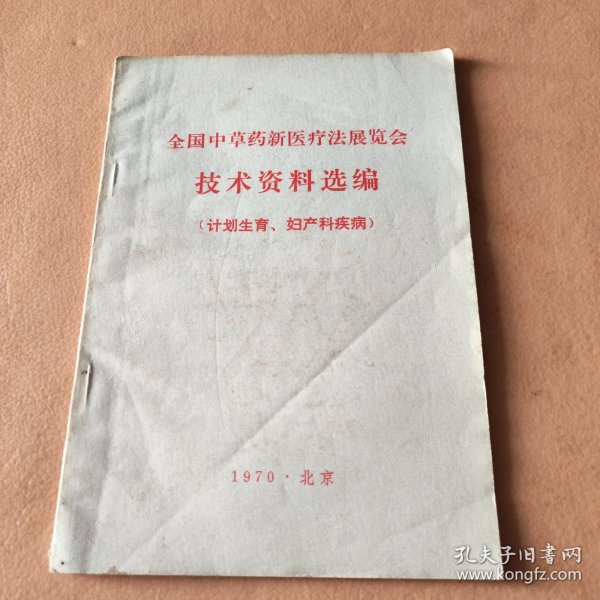 全国中草药新医疗法展览会
技术资料选编
(计划生育、妇产科疾病)
1970·北京
孔夫子旧书网
www.kongfz.com